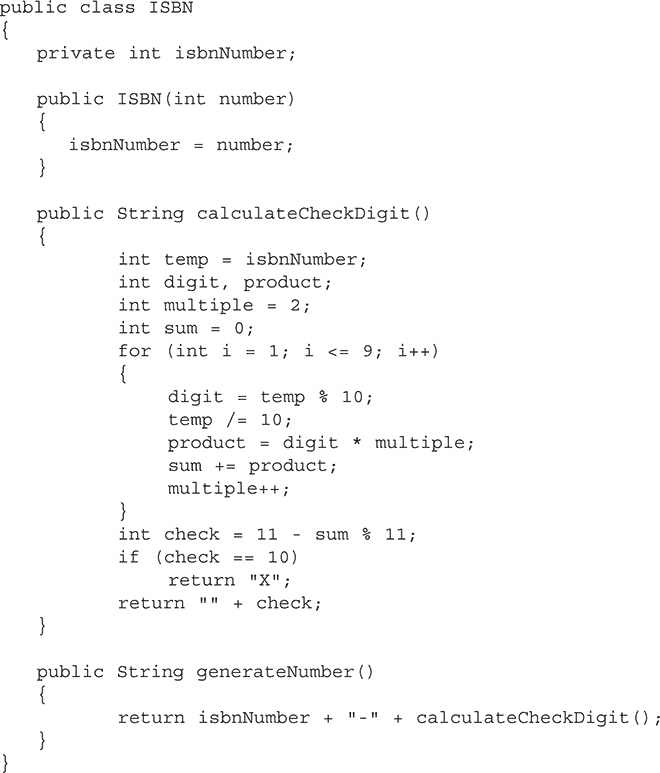 public class ISBN
{
    private int isbnNumber;

    public ISBN(int number)
    {
        isbnNumber = number;
    }

    public String calculateCheckDigit()
    {
            int temp = isbnNumber;
            int digit, product;
            int multiple = 2;
            int sum = 0;
            for (int i = 1; i <= 9; i++)
            {
                digit = temp % 10;
                temp /= 10;
                product = digit * multiple;
                sum += product;
                multiple++;
            }
            int check = 11 - sum % 11;
            if (check == 10)
                return "X";
            return "" + check;
    }

    public String generateNumber()
    {
            return isbnNumber + "-" + calculateCheckDigit();
    }
}